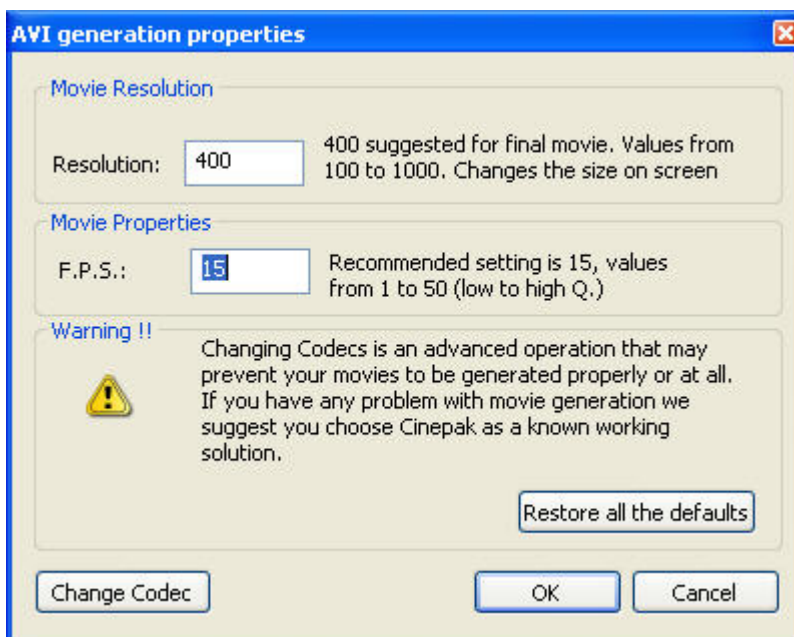 AVI generation properties
Movie Resolution
Resolution:
400
400 suggested for final movie. Values from
100 to 1000. Changes the size on screen
Movie Properties
F.P.S.:
15
Recommended setting is 15, values
from 1 to 50 (low to high Q.)
Warning !!
Changing Codecs is an advanced operation that may
prevent your movies to be generated properly or at all.
If you have any problem with movie generation we
suggest you choose Cinepak as a known working
solution.
Restore all the defaults
Change Codec
OK
Cancel